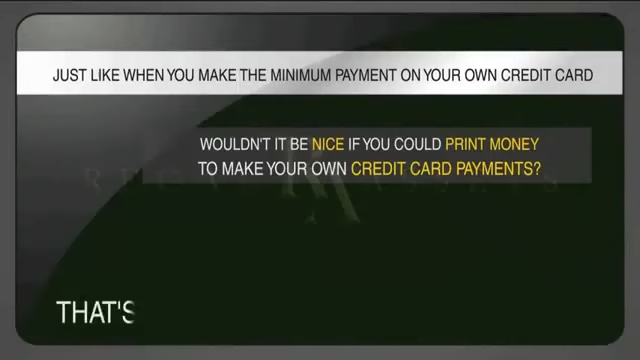 JUST LIKE WHEN YOU MAKE THE MINIMUM PAYMENT ON YOUR OWN CREDIT CARD
WOULDN'T IT BE NICE IF YOU COULD PRINT MONEY
TO MAKE YOUR OWN CREDIT CARD PAYMENTS?
THAT'S